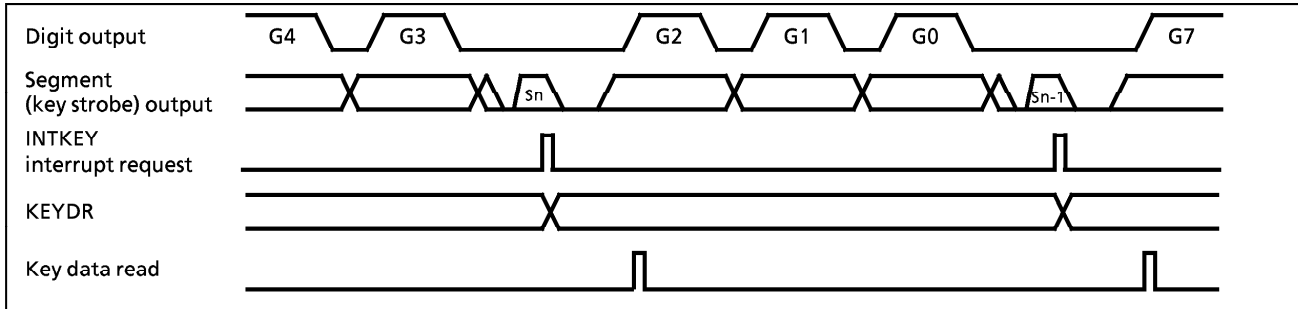 Digit output G4 G3 G2 G1 G0 G7
Segment
(key strobe) output Sn Sn-1
INTKEY
interrupt request
KEYDR
Key data read